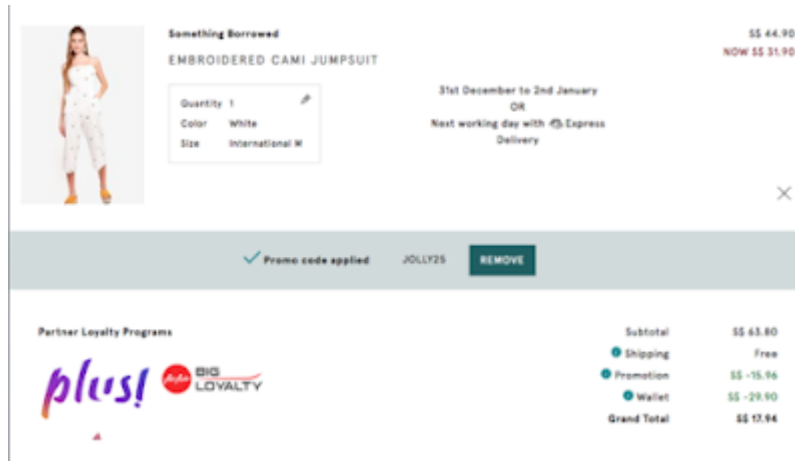 Something Borrowed
S$ 44.90
EMBROIDERED CAMI JUMPSUIT
NOW S$ 31.90
Quantity 1
Color White
Size International M
31st December to 2nd January
OR
Next working day with Express
Delivery
Promo code applied JOLLY25 REMOVE
Partner Loyalty Programs
plus!
AirAsia BIG
LOYALTY
Subtotal S$ 63.80
Shipping Free
Promotion S$ -15.96
Wallet S$ -29.90
Grand Total S$ 17.94